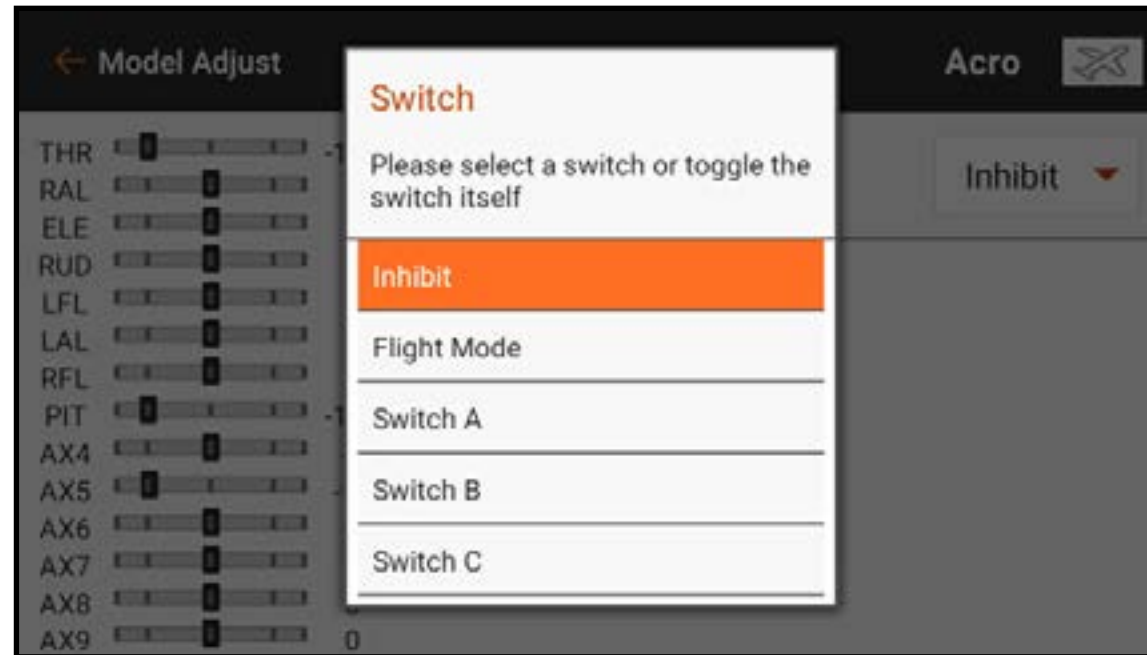 Model Adjust
Acro
Switch
Please select a switch or toggle the
switch itself
Inhibit
Flight Mode
Switch A
Switch B
Switch C
Inhibit
THR
RAL
ELE
RUD
LFL
LAL
RFL
PIT
AX4
AX5
AX6
AX7
AX8
AX9 0